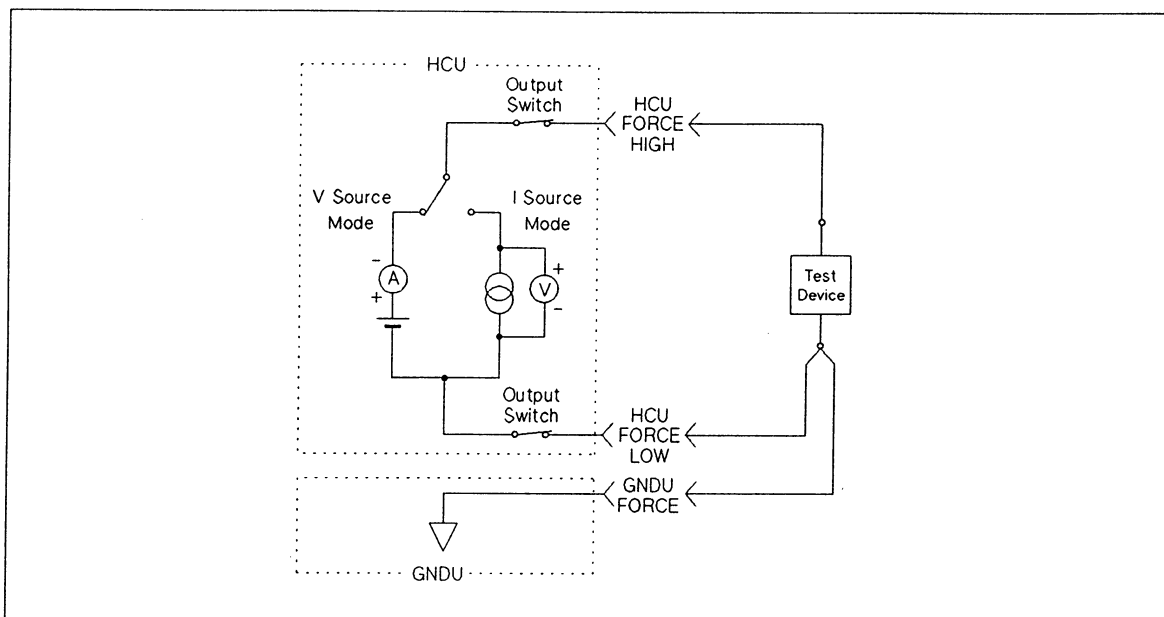 HCU
Output
Switch
HCU
FORCE
HIGH
V Source
Mode
I Source
Mode
-
A
+
+
V
-
Test
Device
Output
Switch
HCU
FORCE
LOW
GNDU
FORCE
GNDU